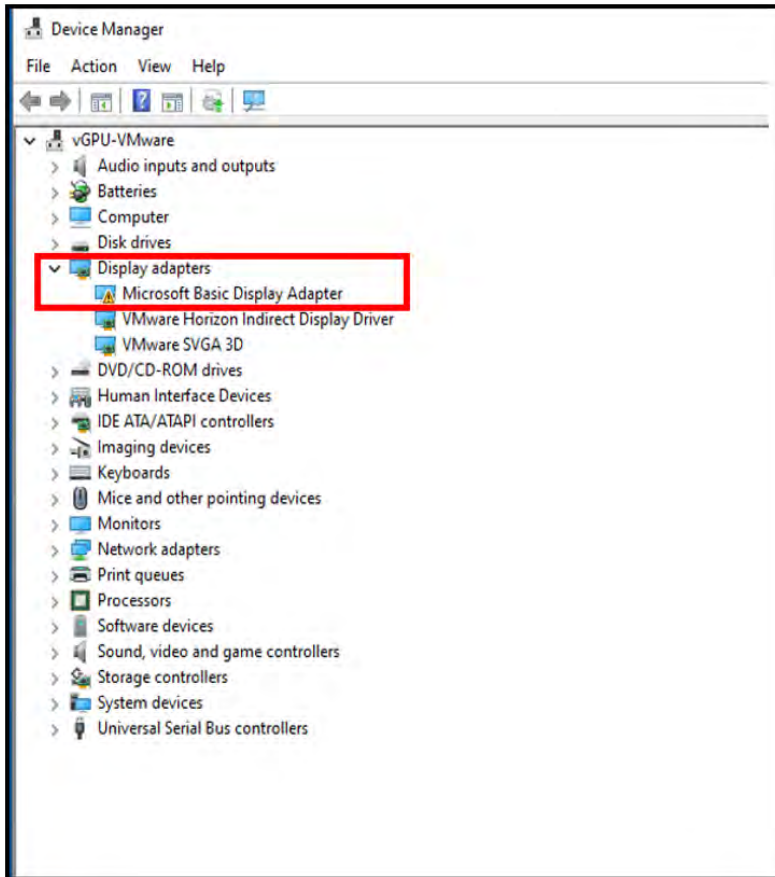 Device Manager
File Action View Help
vGPU-VMware
Audio inputs and outputs
Batteries
Computer
Disk drives
Display adapters
Microsoft Basic Display Adapter
VMware Horizon Indirect Display Driver
VMware SVGA 3D
DVD/CD-ROM drives
Human Interface Devices
IDE ATA/ATAPI controllers
Imaging devices
Keyboards
Mice and other pointing devices
Monitors
Network adapters
Print queues
Processors
Software devices
Sound, video and game controllers
Storage controllers
System devices
Universal Serial Bus controllers